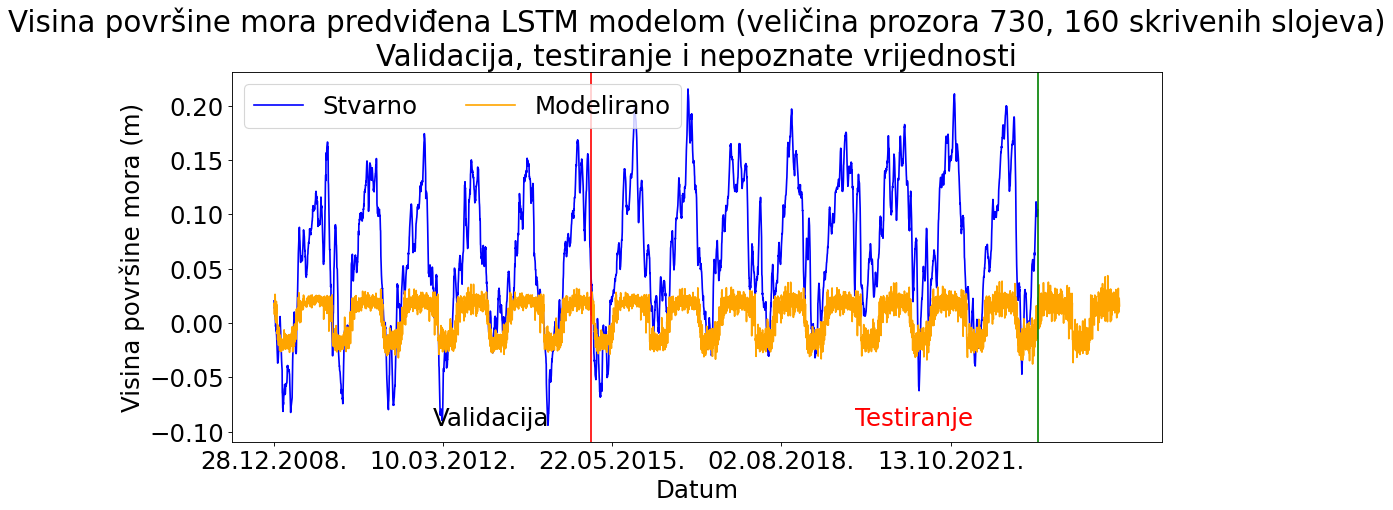 Visina površine mora predviđena LSTM modelom (veličina prozora 730, 160 skrivenih slojeva)
Validacija, testiranje i nepoznate vrijednosti
Stvarno
Modelirano
Visina površine mora (m)
0.20
0.15
0.10
0.05
0.00
−0.05
−0.10
Validacija
Testiranje
28.12.2008.
10.03.2012.
22.05.2015.
02.08.2018.
13.10.2021.
Datum